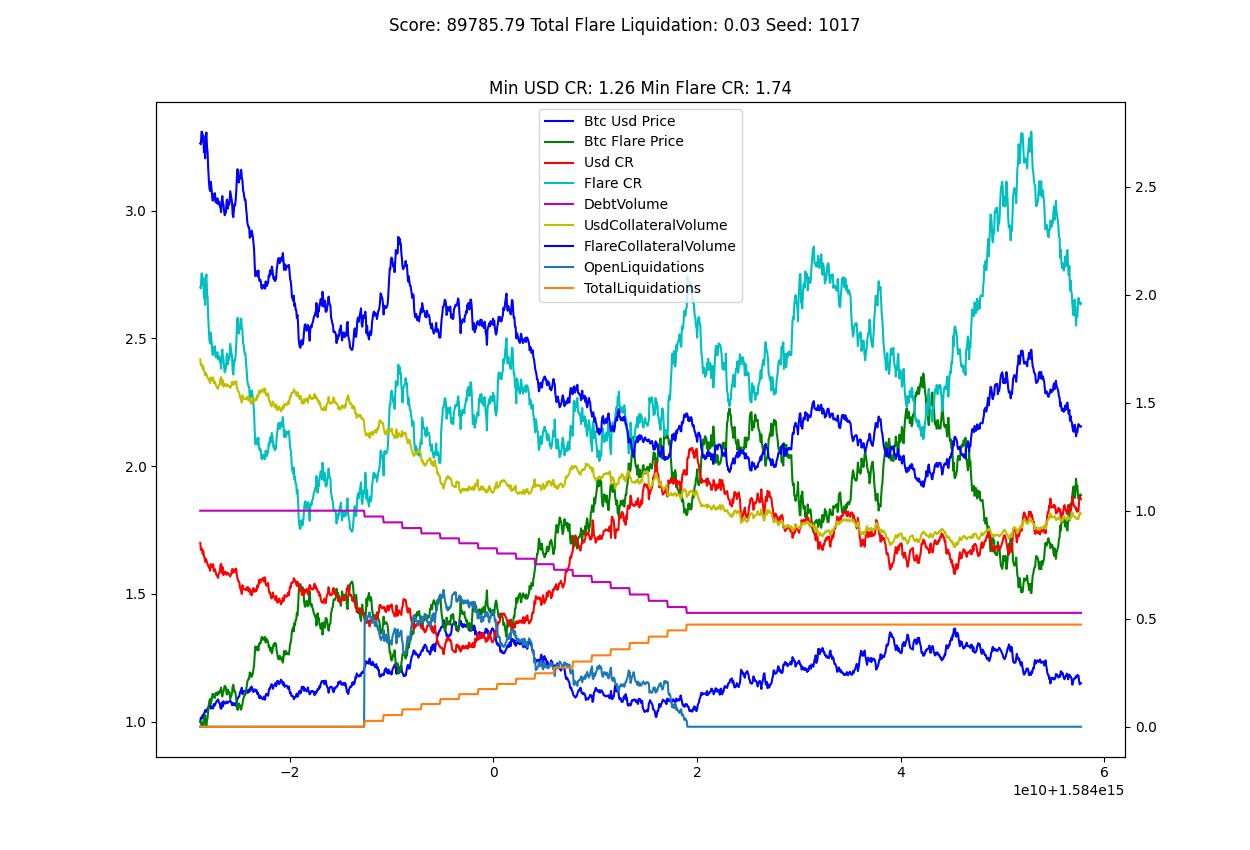 Score: 89785.79 Total Flare Liquidation: 0.03 Seed: 1017
Min USD CR: 1.26 Min Flare CR: 1.74
Btc Usd Price
Btc Flare Price
Usd CR
Flare CR
DebtVolume
UsdCollateralVolume
FlareCollateralVolume
OpenLiquidations
TotalLiquidations
3.0
2.5
2.0
1.5
1.0
2.5
2.0
1.5
1.0
0.5
0.0
−2 0 2 4 6
1e10+1.584e15